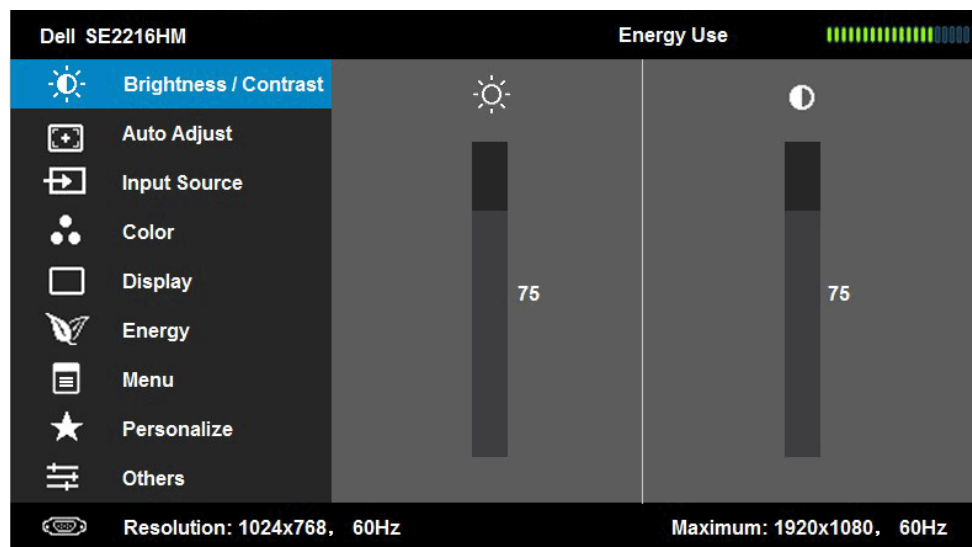 Dell SE2216HM Energy Use
Brightness / Contrast
Auto Adjust
Input Source
Color
Display
75 75
Energy
Menu
Personalize
Others
Resolution: 1024x768, 60Hz Maximum: 1920x1080, 60Hz